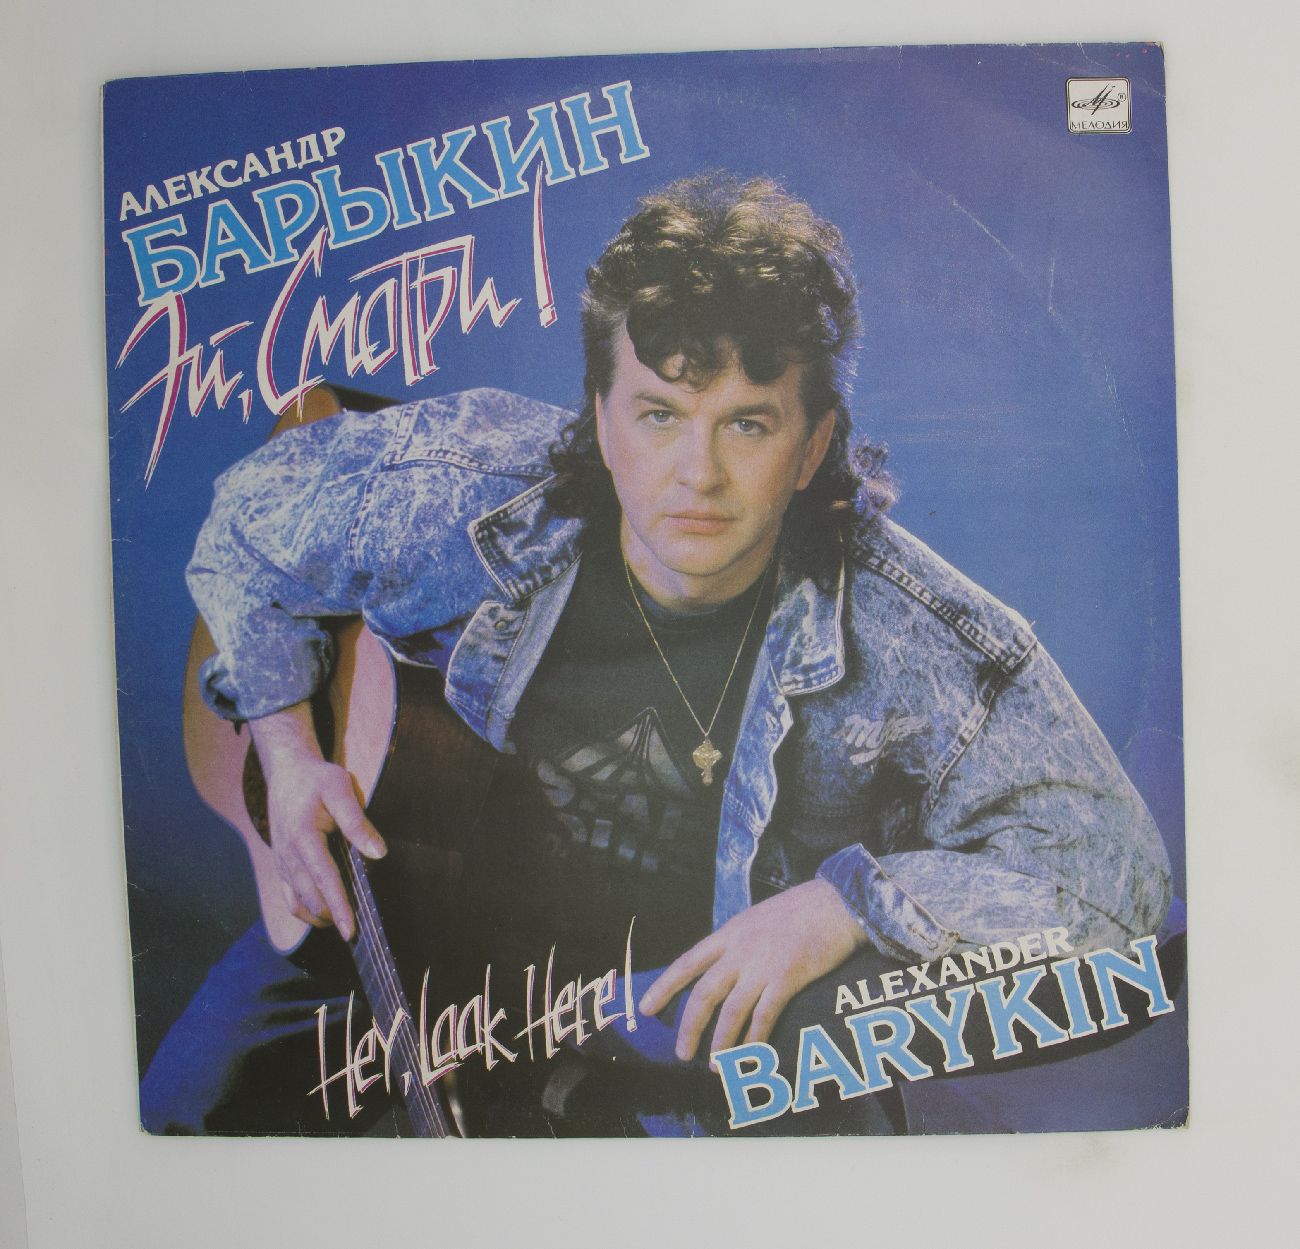 АЛЕКСАНДР
БАРЫКИН
Эй, Смотри!
МЕЛОДИЯ
Hey, Look Here!
ALEXANDER
BARYKIN